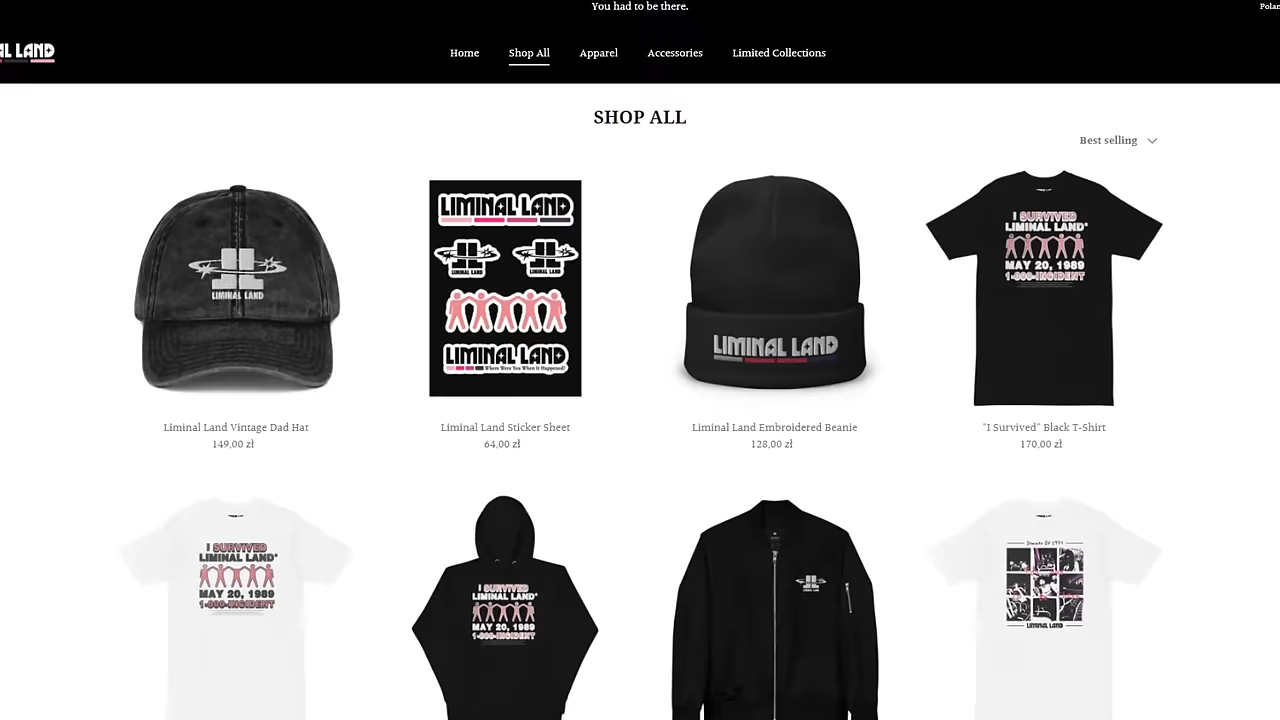 You had to be there.
Polan
AL LAND
Home Shop All Apparel Accessories Limited Collections
SHOP ALL
Best selling
LIMINAL LAND
LIMINAL LAND
LIMINAL LAND
LIMINAL LAND
LIMINAL LAND
Where Were You When It Happened?
LIMINAL LAND
I SURVIVED
LIMINAL LAND*
MAY 20, 1989
1-800-INCIDENT
Liminal Land Vintage Dad Hat
149,00 zł
Liminal Land Sticker Sheet
64,00 zł
Liminal Land Embroidered Beanie
128,00 zł
"I Survived" Black T-Shirt
170,00 zł
I SURVIVED
LIMINAL LAND*
MAY 20, 1989
1-800-INCIDENT
I SURVIVED
LIMINAL LAND*
MAY 20, 1989
1-800-INCIDENT
LIMINAL LAND
LIMINAL LAND